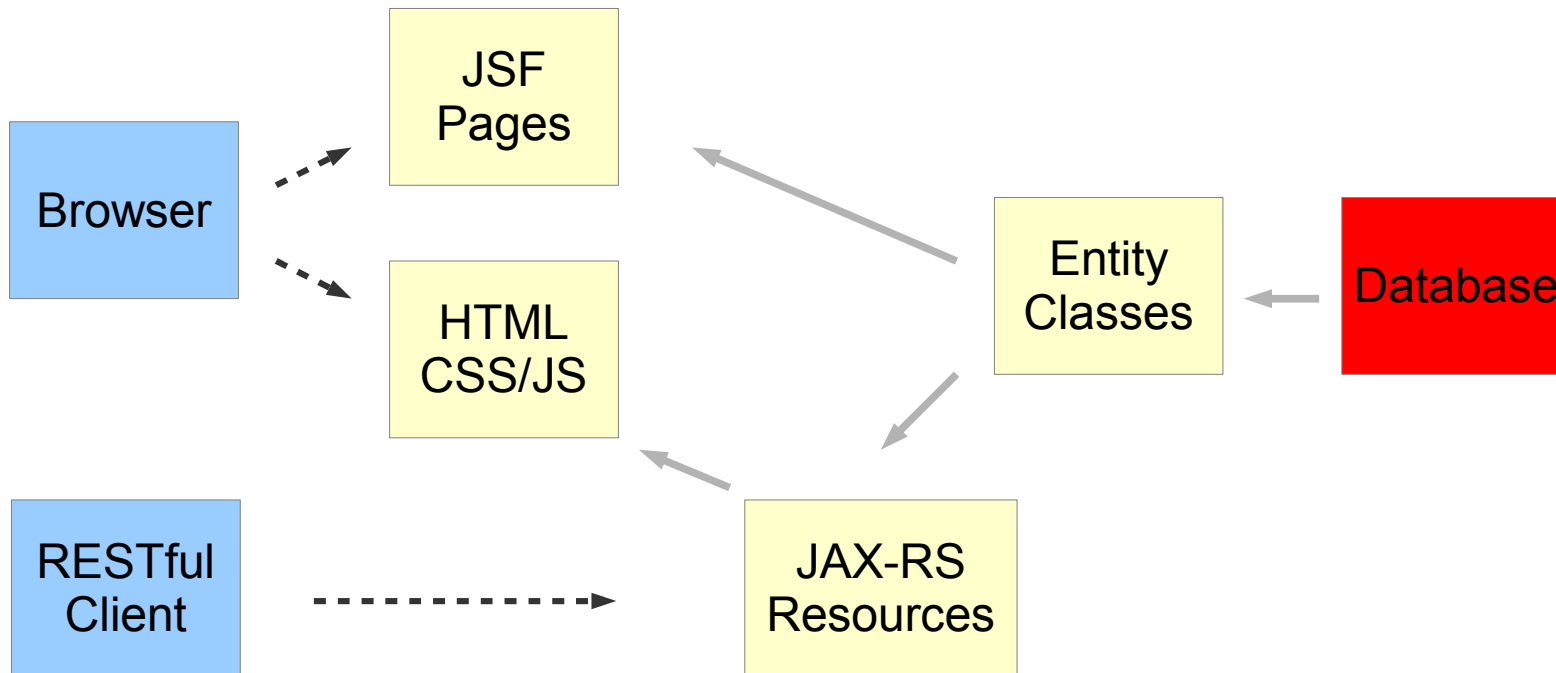 JSF
Pages
Browser
HTML
CSS/JS
Entity
Classes
Database
RESTful
Client
JAX-RS
Resources